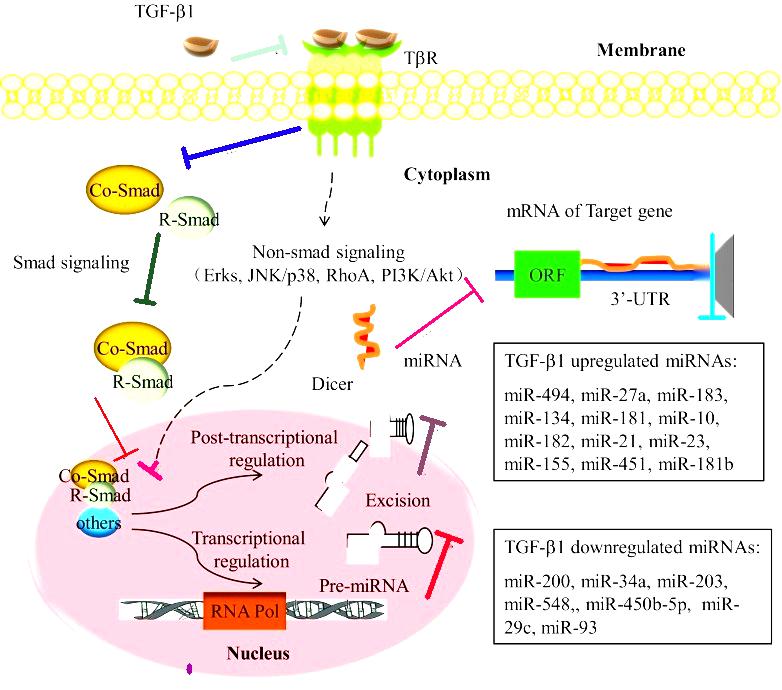 TGF-β1
TβR
Membrane
Cytoplasm
Co-Smad
R-Smad
Smad signaling
Non-smad signaling
(Erks, JNK/p38, RhoA, PI3K/Akt)
mRNA of Target gene
ORF
3'-UTR
Co-Smad
R-Smad
miRNA
Dicer
TGF-β1 upregulated miRNAs:
miR-494, miR-27a, miR-183,
miR-134, miR-181, miR-10,
miR-182, miR-21, miR-23,
miR-155, miR-451, miR-181b
Post-transcriptional
regulation
Co-Smad
R-Smad
others
Excision
Transcriptional
regulation
Pre-miRNA
RNA Pol
Nucleus
TGF-β1 downregulated miRNAs:
miR-200, miR-34a, miR-203,
miR-548,, miR-450b-5p, miR-
29c, miR-93